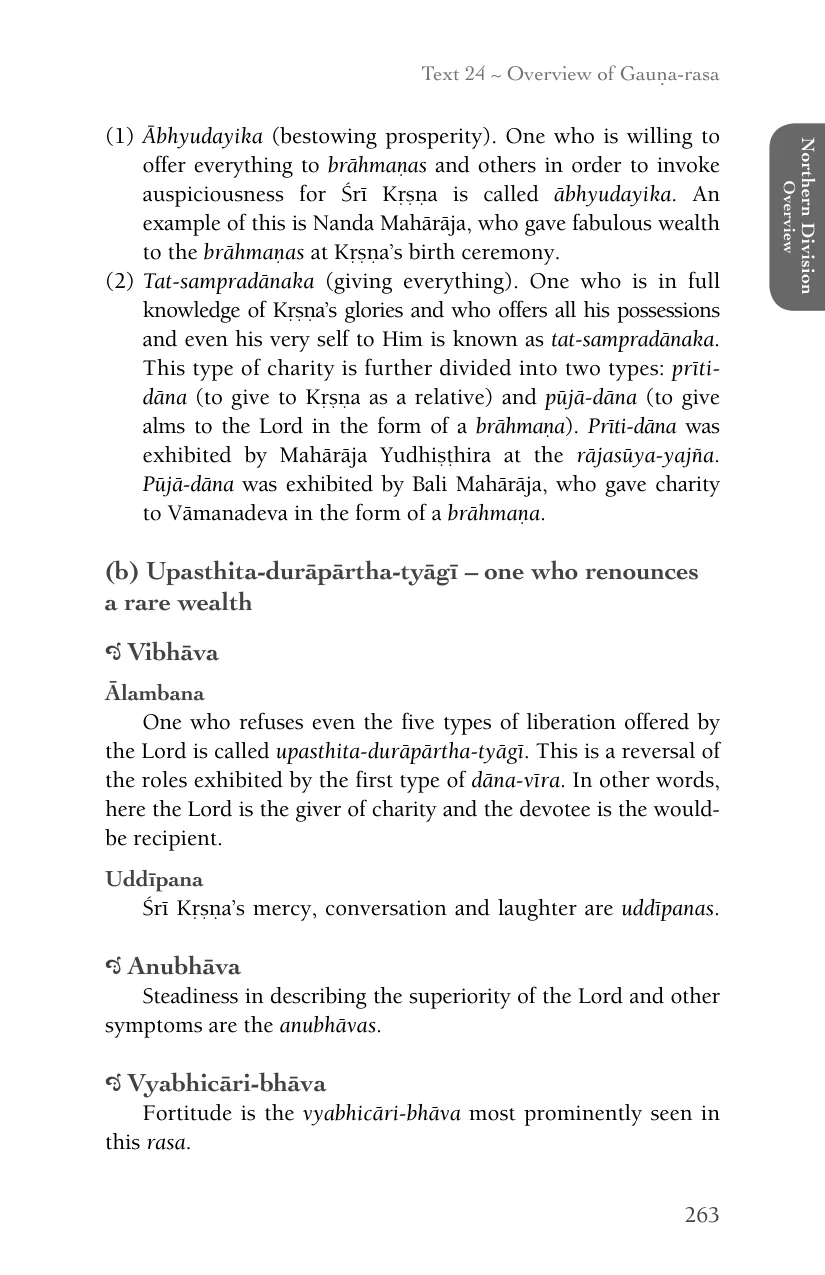 Text 24 ~ Overview of Gauṇa-rasa
Northern Division
Overview
(1) Ābhyudayika (bestowing prosperity). One who is willing to
offer everything to brāhmaṇas and others in order to invoke
auspiciousness for Śrī Kṛṣṇa is called ābhyudayika. An
example of this is Nanda Mahārāja, who gave fabulous wealth
to the brāhmaṇas at Kṛṣṇa’s birth ceremony.
(2) Tat-sampradānaka (giving everything). One who is in full
knowledge of Kṛṣṇa’s glories and who offers all his possessions
and even his very self to Him is known as tat-sampradānaka.
This type of charity is further divided into two types: prīti-
dāna (to give to Kṛṣṇa as a relative) and pūjā-dāna (to give
alms to the Lord in the form of a brāhmaṇa). Prīti-dāna was
exhibited by Mahārāja Yudhiṣṭhira at the rājasūya-yajña.
Pūjā-dāna was exhibited by Bali Mahārāja, who gave charity
to Vāmanadeva in the form of a brāhmaṇa.
(b) Upasthita-durāpārtha-tyāgī – one who renounces
a rare wealth
Vibhāva
Ālambana
One who refuses even the five types of liberation offered by
the Lord is called upasthita-durāpārtha-tyāgī. This is a reversal of
the roles exhibited by the first type of dāna-vīra. In other words,
here the Lord is the giver of charity and the devotee is the would-
be recipient.
Uddīpana
Śrī Kṛṣṇa’s mercy, conversation and laughter are uddīpanas.
Anubhāva
Steadiness in describing the superiority of the Lord and other
symptoms are the anubhāvas.
Vyabhicāri-bhāva
Fortitude is the vyabhicāri-bhāva most prominently seen in
this rasa.
263